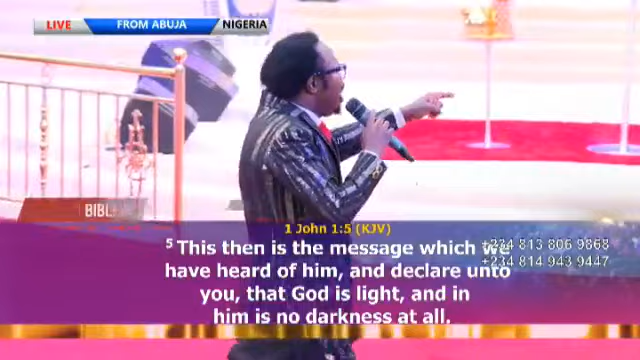 LIVE FROM ABUJA NIGERIA
BIBL
1 John 1:5 (KJV)
5 This then is the message which we
+234 813 806 9868
have heard of him, and declare unto
+234 814 943 9447
you, that God is light, and in
him is no darkness at all.